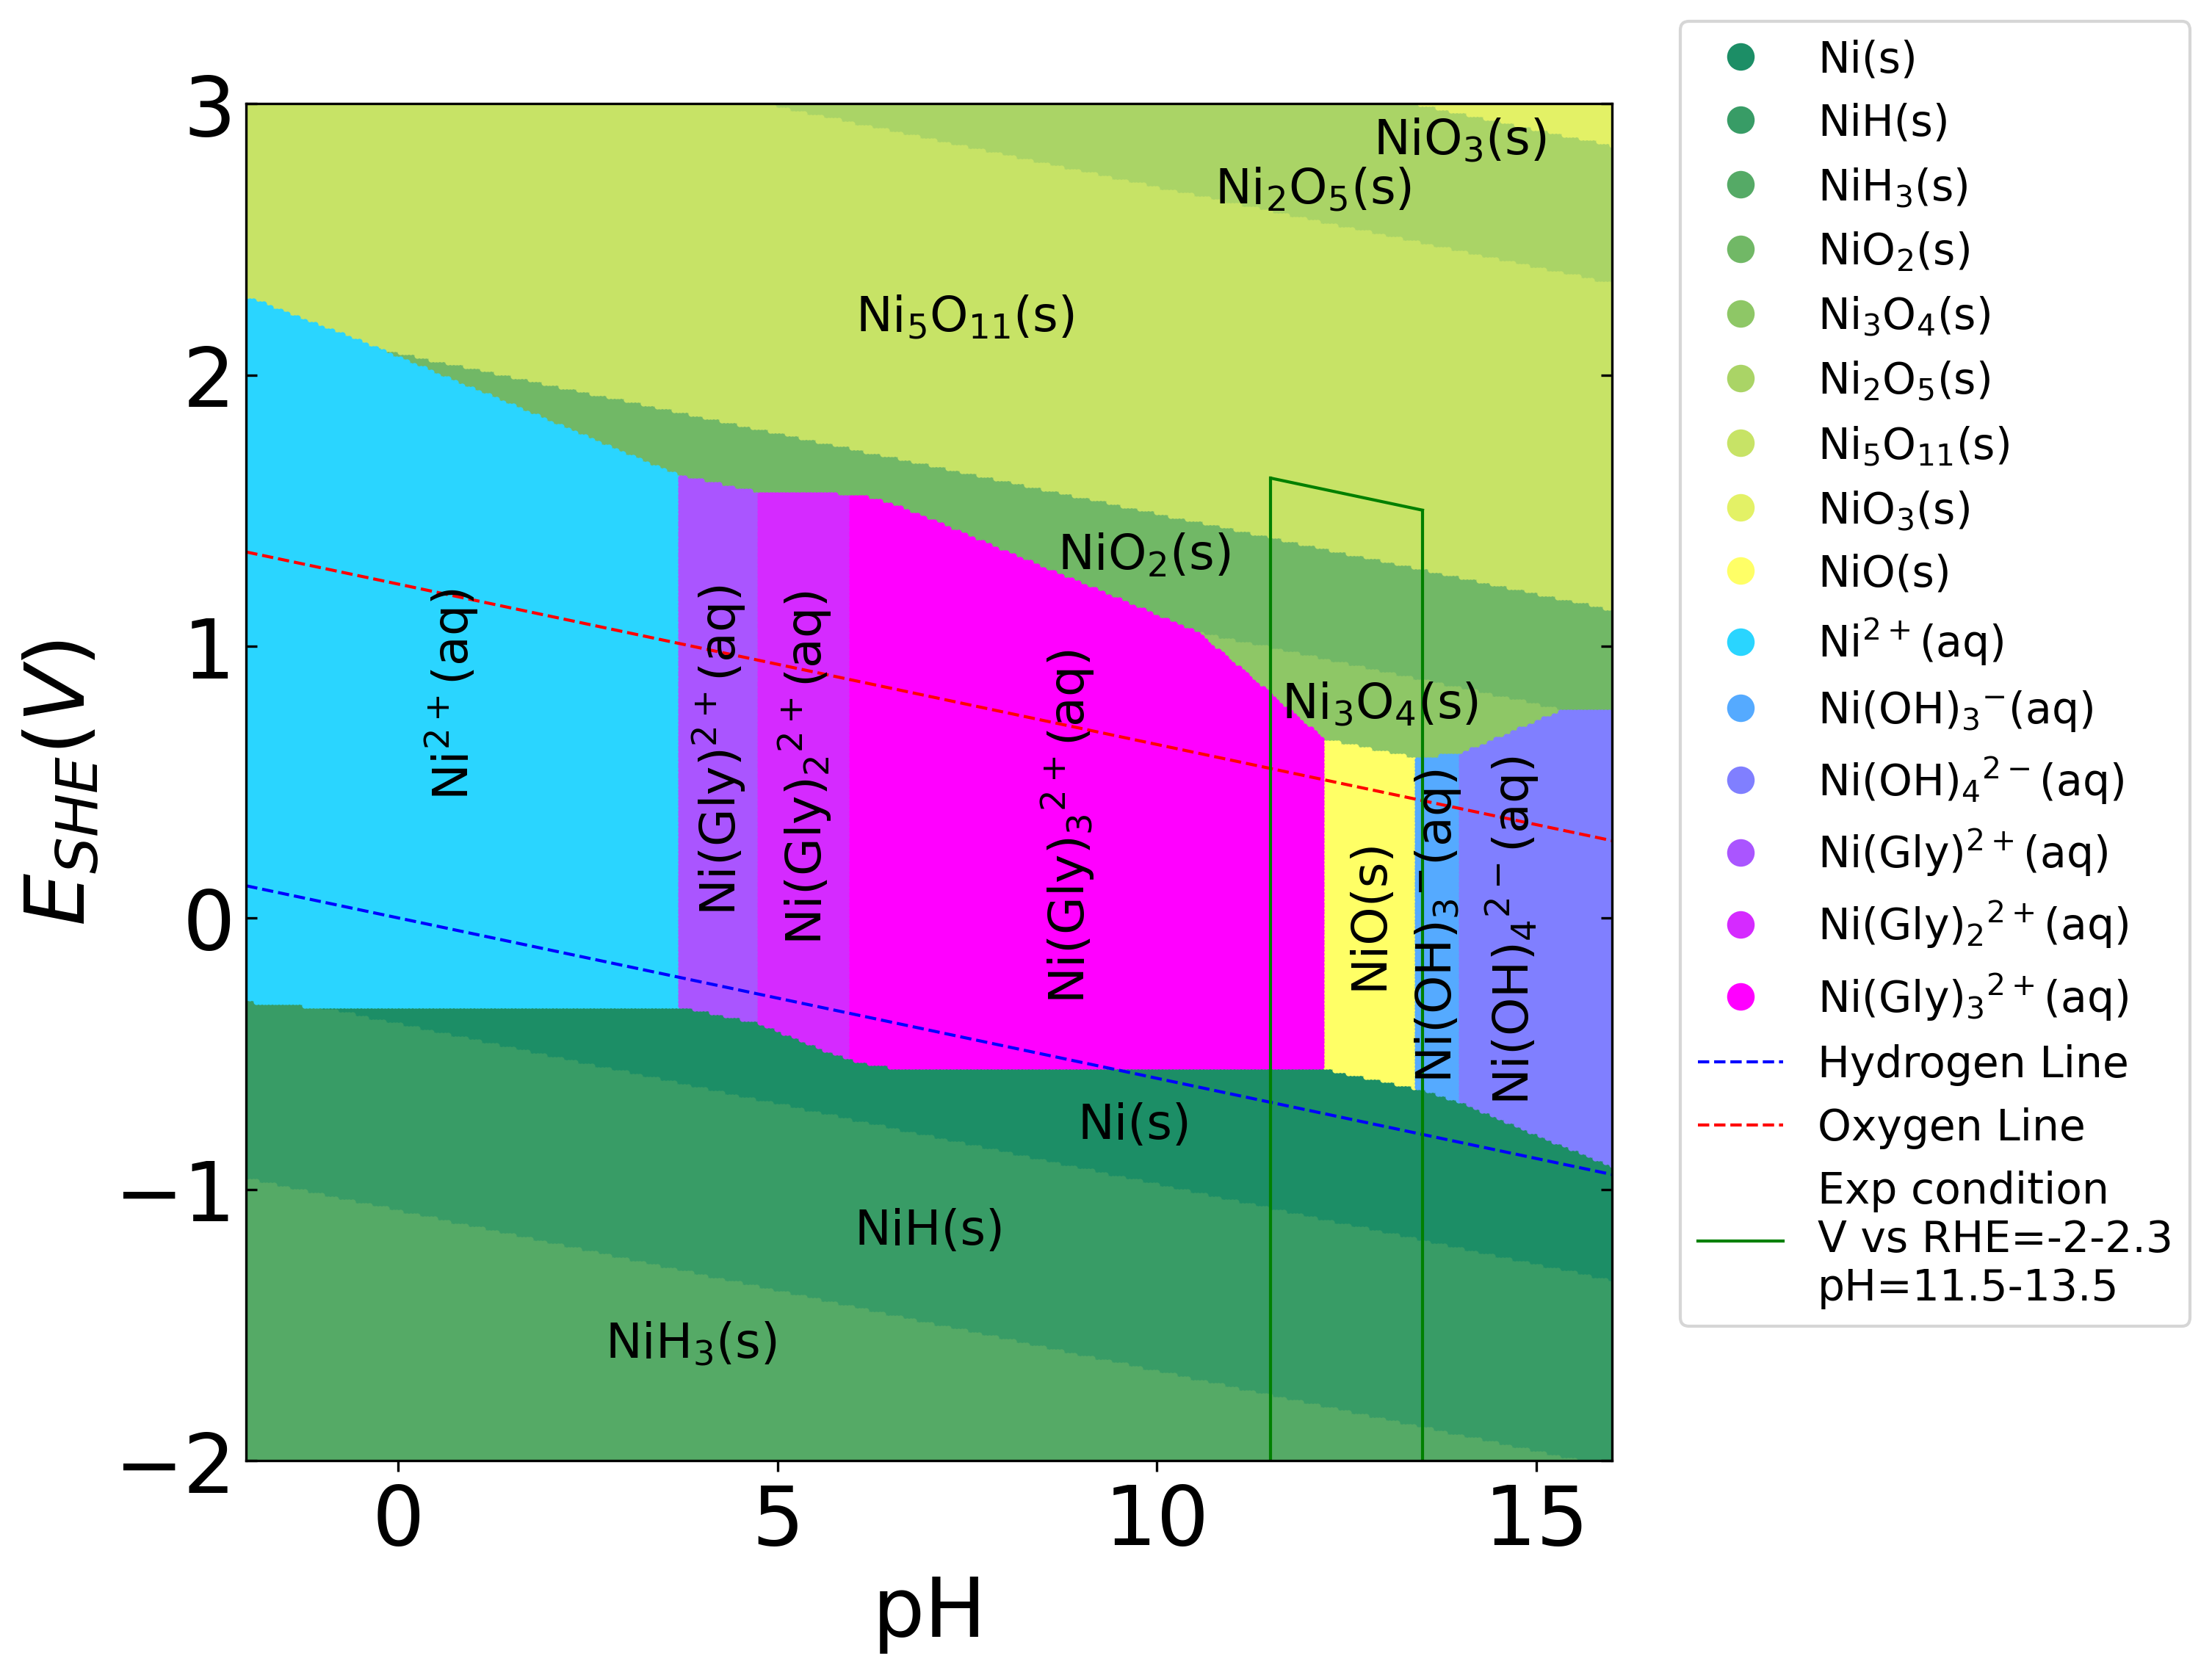 3
2
1
0
−1
−2
E_SHE(V)
0
5
10
15
pH
NiO₃(s)
Ni₂O₅(s)
Ni₅O₁₁(s)
NiO₂(s)
Ni₃O₄(s)
Ni²⁺(aq)
Ni(Gly)²⁺(aq)
Ni(Gly)₂²⁺(aq)
Ni(Gly)₃²⁺(aq)
NiO(s)
Ni(OH)₃⁻(aq)
Ni(OH)₄²⁻(aq)
Ni(s)
NiH(s)
NiH₃(s)
Ni(s)
NiH(s)
NiH₃(s)
NiO₂(s)
Ni₃O₄(s)
Ni₂O₅(s)
Ni₅O₁₁(s)
NiO₃(s)
NiO(s)
Ni²⁺(aq)
Ni(OH)₃⁻(aq)
Ni(OH)₄²⁻(aq)
Ni(Gly)²⁺(aq)
Ni(Gly)₂²⁺(aq)
Ni(Gly)₃²⁺(aq)
Hydrogen Line
Oxygen Line
Exp condition
V vs RHE=-2-2.3
pH=11.5-13.5